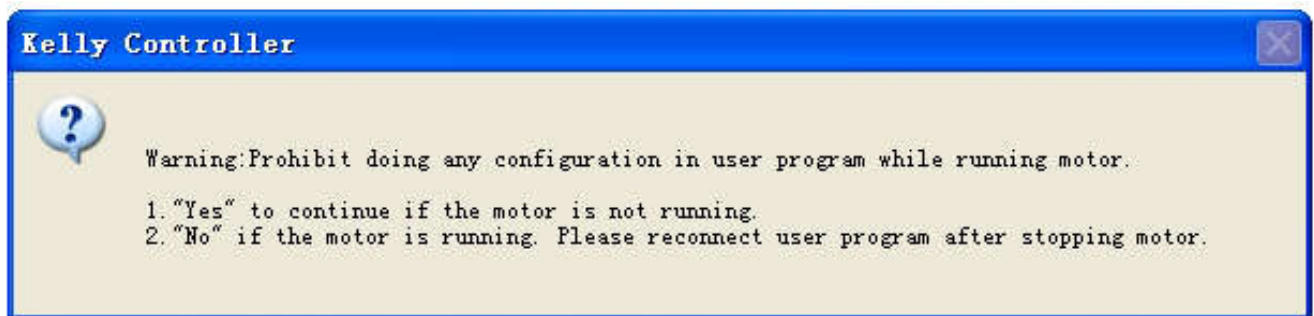 Kelly Controller
Warning:Prohibit doing any configuration in user program while running motor.
1."Yes" to continue if the motor is not running.
2."No" if the motor is running. Please reconnect user program after stopping motor.